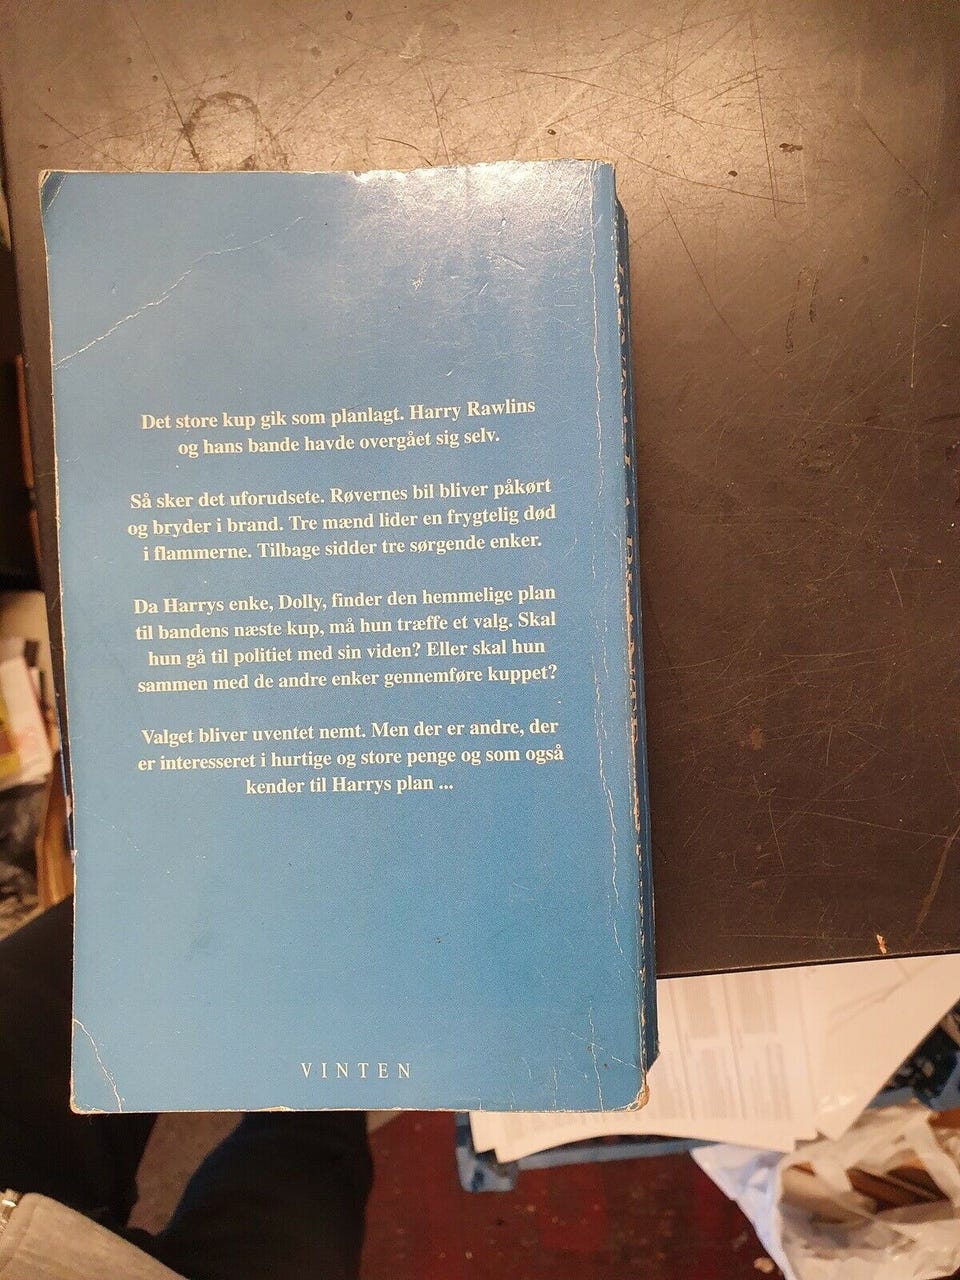 Det store kup gik som planlagt. Harry Rawlins
og hans bande havde overgået sig selv.
Så sker det uforudsete. Røvernes bil bliver påkørt
og bryder i brand. Tre mænd lider en frygtelig død
i flammerne. Tilbage sidder tre sørgende enker.
Da Harrys enke, Dolly, finder den hemmelige plan
til bandens næste kup, må hun træffe et valg. Skal
hun gå til politiet med sin viden? Eller skal hun
sammen med de andre enker gennemføre kuppet?
Valget bliver uventet nemt. Men der er andre, der
er interesseret i hurtige og store penge og som også
kender til Harrys plan ...
VINTEN